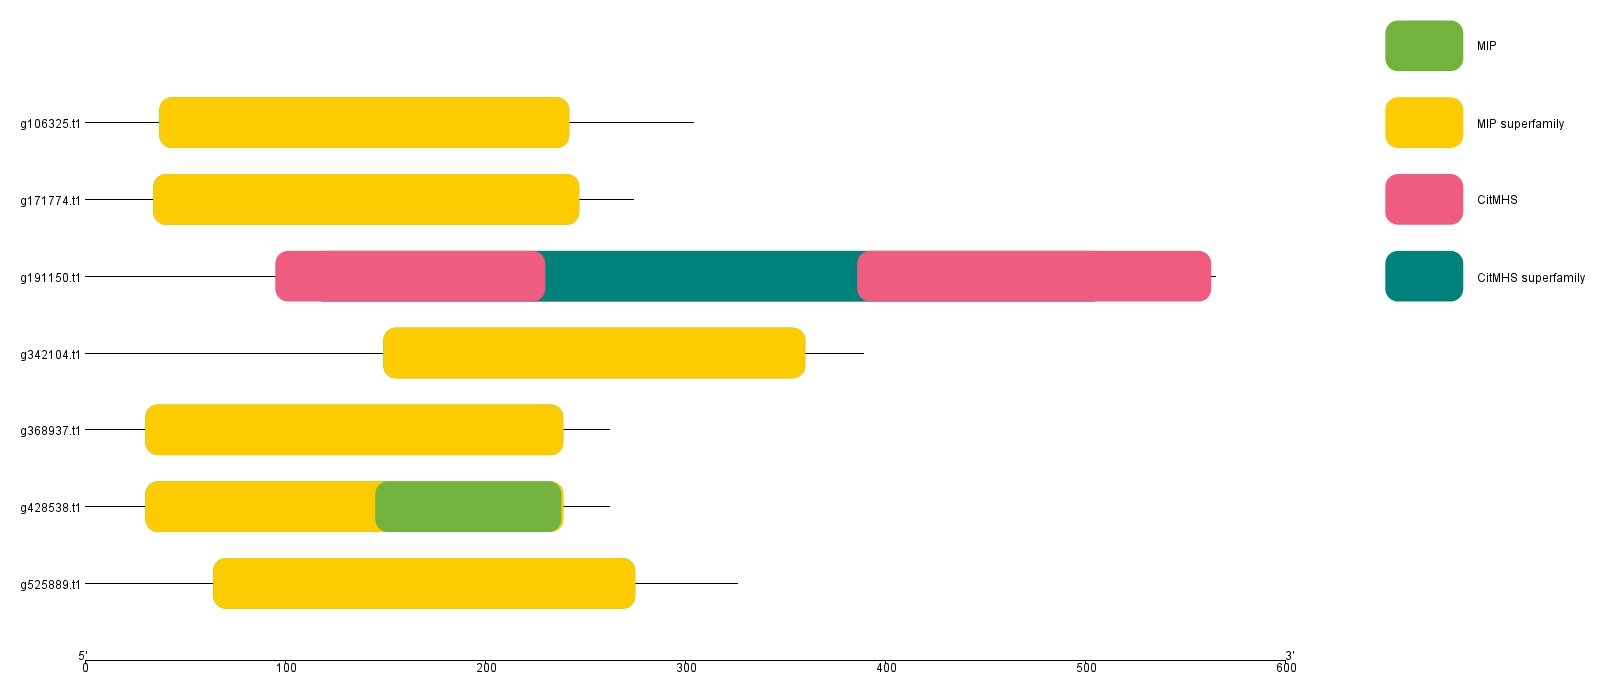 MIP
g106325.t1
MIP superfamily
g171774.t1
CitMHS
g191150.t1
CitMHS superfamily
g342104.t1
g368937.t1
g428538.t1
g525889.t1
5' 3'
0 100 200 300 400 500 600